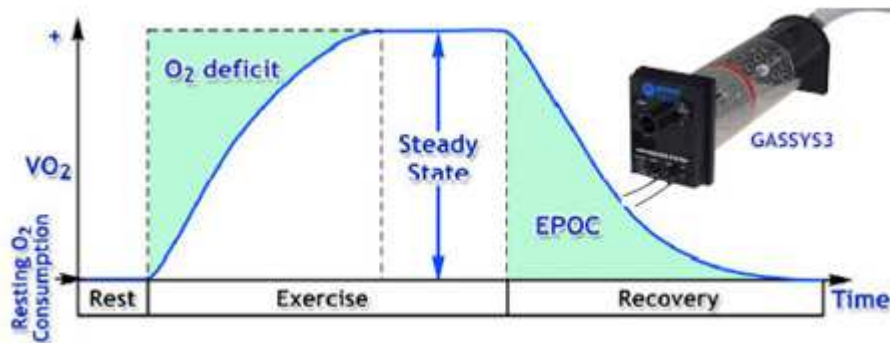 +
O₂ deficit
VO₂
Steady
State
GASSYS3
EPOC
Resting O₂
Consumption
Rest
Exercise
Recovery
Time